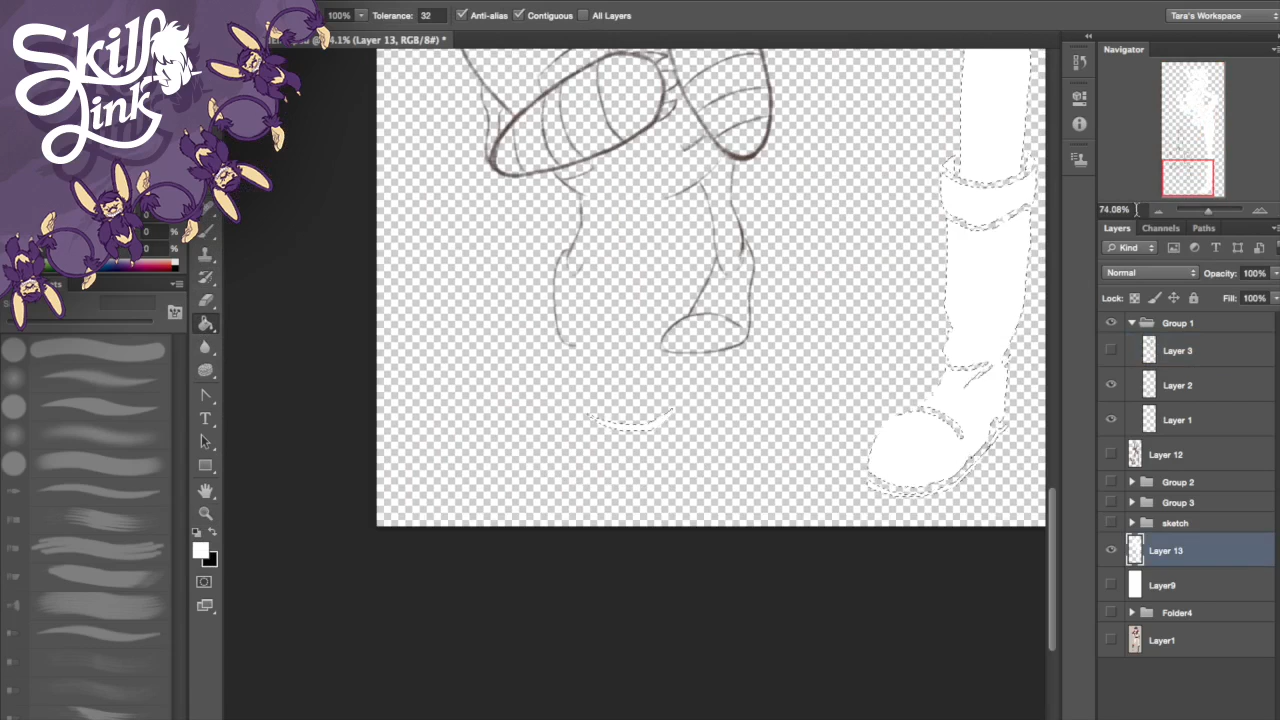 Skill
Link
100% Tolerance: 32 Anti-alias Contiguous All Layers
Tara's Workspace
(Layer 13, RGB/8#) *
Navigator
74.08%
Layers Channels Paths
Kind
Normal Opacity: 100%
Lock: Fill: 100%
Group 1
Layer 3
Layer 2
Layer 1
Layer 12
Group 2
Group 3
sketch
Layer 13
Layer9
Folder4
Layer1
0 %
0 %
T